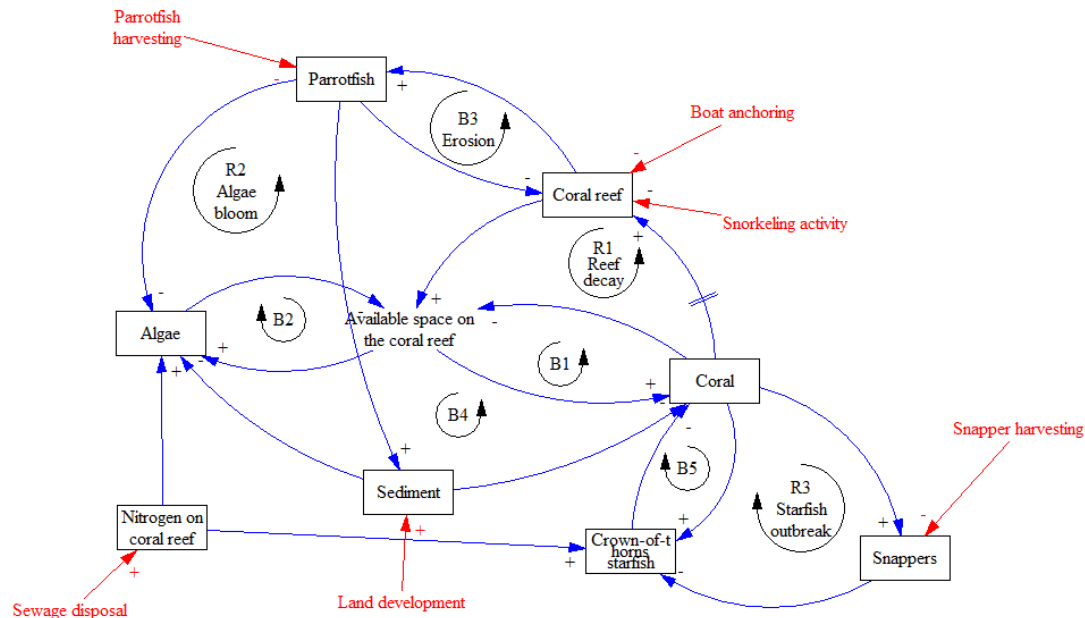 Parrotfish
harvesting
-
Parrotfish
+
B3
Erosion
Boat anchoring
-
R2
Algae
bloom
-
Coral reef
-
Snorkeling activity
+
R1
Reef
decay
-
+
B2
-
Available space on
the coral reef
-
Algae
+
-
+
B1
Coral
+
-
-
B4
Snapper harvesting
B5
+
Sediment
R3
Starfish
outbreak
Nitrogen on
coral reef
+
+
+
-
Crown-of-t
horns
starfish
+
-
Snappers
+
Sewage disposal
Land development